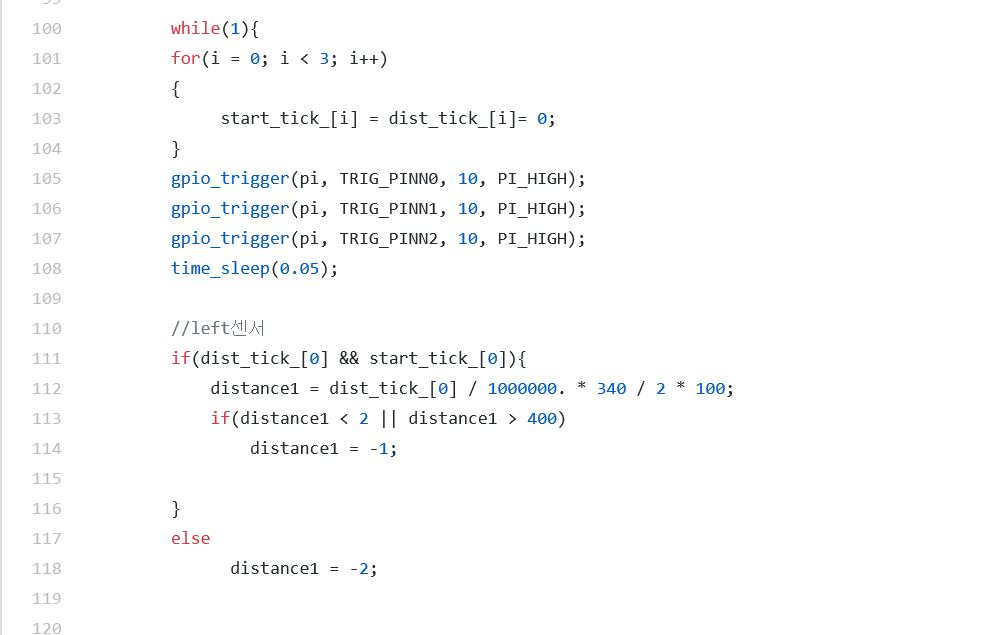 99
100 while(1){
101 for(i = 0; i < 3; i++)
102 {
103 start_tick_[i] = dist_tick_[i]= 0;
104 }
105 gpio_trigger(pi, TRIG_PINN0, 10, PI_HIGH);
106 gpio_trigger(pi, TRIG_PINN1, 10, PI_HIGH);
107 gpio_trigger(pi, TRIG_PINN2, 10, PI_HIGH);
108 time_sleep(0.05);
109
110 //left센서
111 if(dist_tick_[0] && start_tick_[0]){
112 distance1 = dist_tick_[0] / 1000000. * 340 / 2 * 100;
113 if(distance1 < 2 || distance1 > 400)
114 distance1 = -1;
115
116 }
117 else
118 distance1 = -2;
119
120